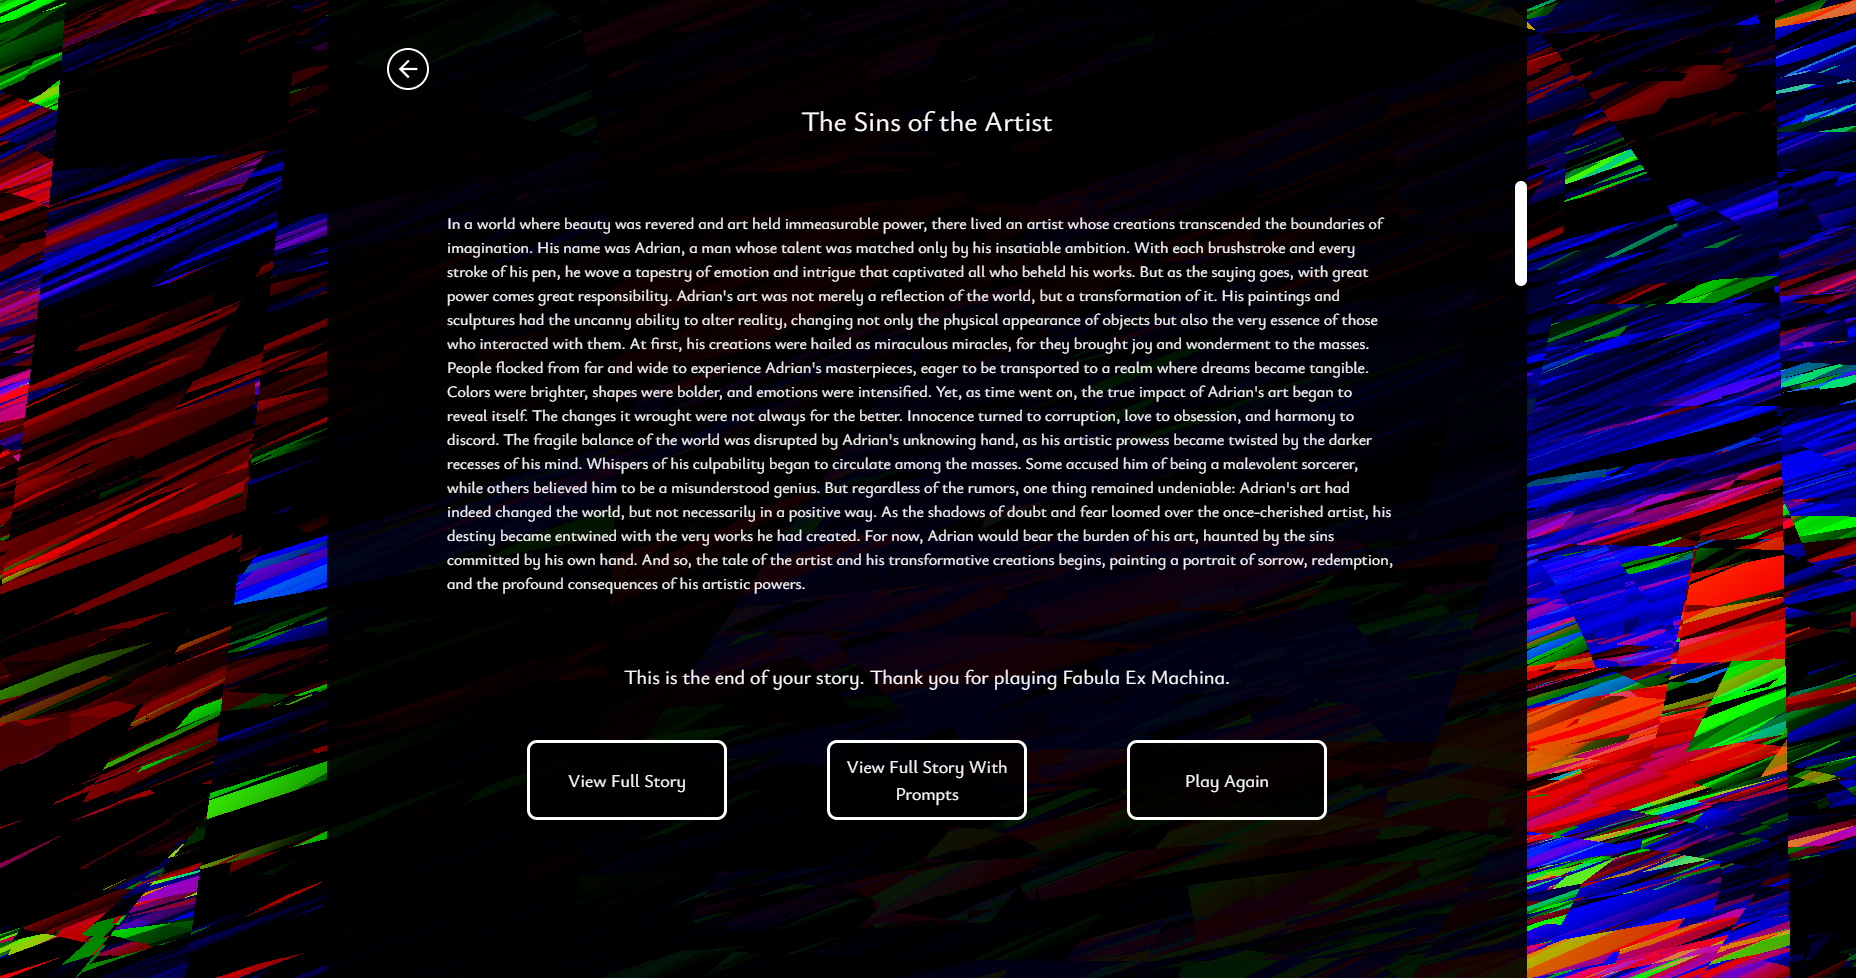 The Sins of the Artist
In a world where beauty was revered and art held immeasurable power, there lived an artist whose creations transcended the boundaries of
imagination. His name was Adrian, a man whose talent was matched only by his insatiable ambition. With each brushstroke and every
stroke of his pen, he wove a tapestry of emotion and intrigue that captivated all who beheld his works. But as the saying goes, with great
power comes great responsibility. Adrian's art was not merely a reflection of the world, but a transformation of it. His paintings and
sculptures had the uncanny ability to alter reality, changing not only the physical appearance of objects but also the very essence of those
who interacted with them. At first, his creations were hailed as miraculous miracles, for they brought joy and wonderment to the masses.
People flocked from far and wide to experience Adrian's masterpieces, eager to be transported to a realm where dreams became tangible.
Colors were brighter, shapes were bolder, and emotions were intensified. Yet, as time went on, the true impact of Adrian's art began to
reveal itself. The changes it wrought were not always for the better. Innocence turned to corruption, love to obsession, and harmony to
discord. The fragile balance of the world was disrupted by Adrian's unknowing hand, as his artistic prowess became twisted by the darker
recesses of his mind. Whispers of his culpability began to circulate among the masses. Some accused him of being a malevolent sorcerer,
while others believed him to be a misunderstood genius. But regardless of the rumors, one thing remained undeniable: Adrian's art had
indeed changed the world, but not necessarily in a positive way. As the shadows of doubt and fear loomed over the once-cherished artist, his
destiny became entwined with the very works he had created. For now, Adrian would bear the burden of his art, haunted by the sins
committed by his own hand. And so, the tale of the artist and his transformative creations begins, painting a portrait of sorrow, redemption,
and the profound consequences of his artistic powers.
This is the end of your story. Thank you for playing Fabula Ex Machina.
View Full Story
View Full Story With
Prompts
Play Again